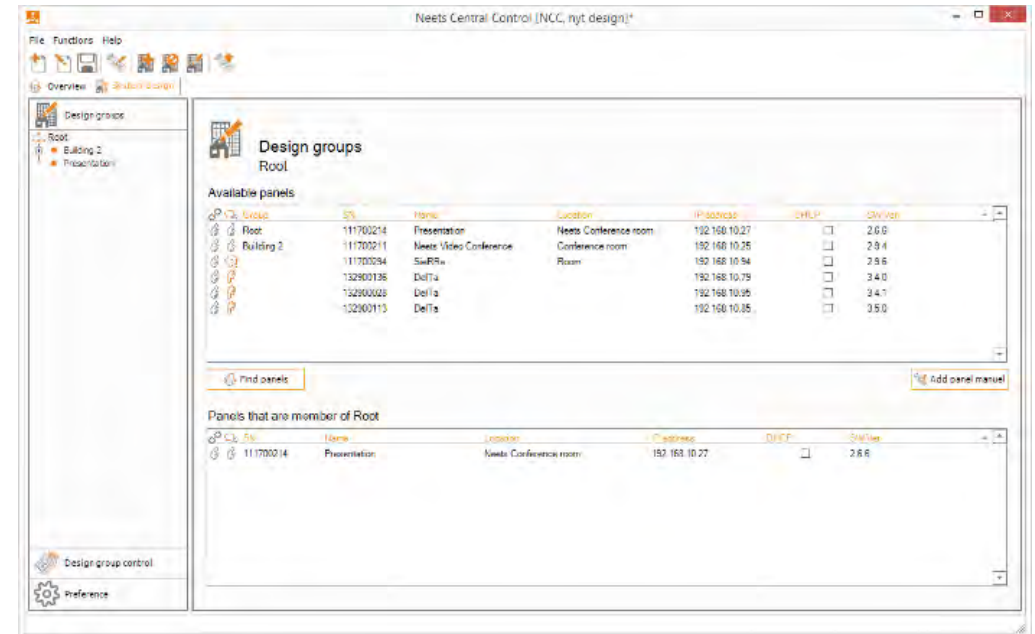 Neets Central Control [NCC, nyt design]*
File Functions Help
Overview System design
Design groups
Root
Building 2
Presentation
Design groups
Root
Available panels
Group SN Name Location IP address DHCP SW Ver.
Root 111700214 Presentation Neets Conference room 192.168.10.27 2.6.6
Building 2 111700211 Neets Video Conference Conference room 192.168.10.25 2.9.4
111700294 SieRRa Room 192.168.10.94 2.9.6
132900136 DelTa 192.168.10.79 3.4.0
132900028 DelTa 192.168.10.95 3.4.1
132900113 DelTa 192.168.10.85 3.5.0
Find panels
Add panel manuel
Panels that are member of Root
SN Name Location IP address DHCP SW Ver.
111700214 Presentation Neets Conference room 192.168.10.27 2.6.6
Design group control
Preference